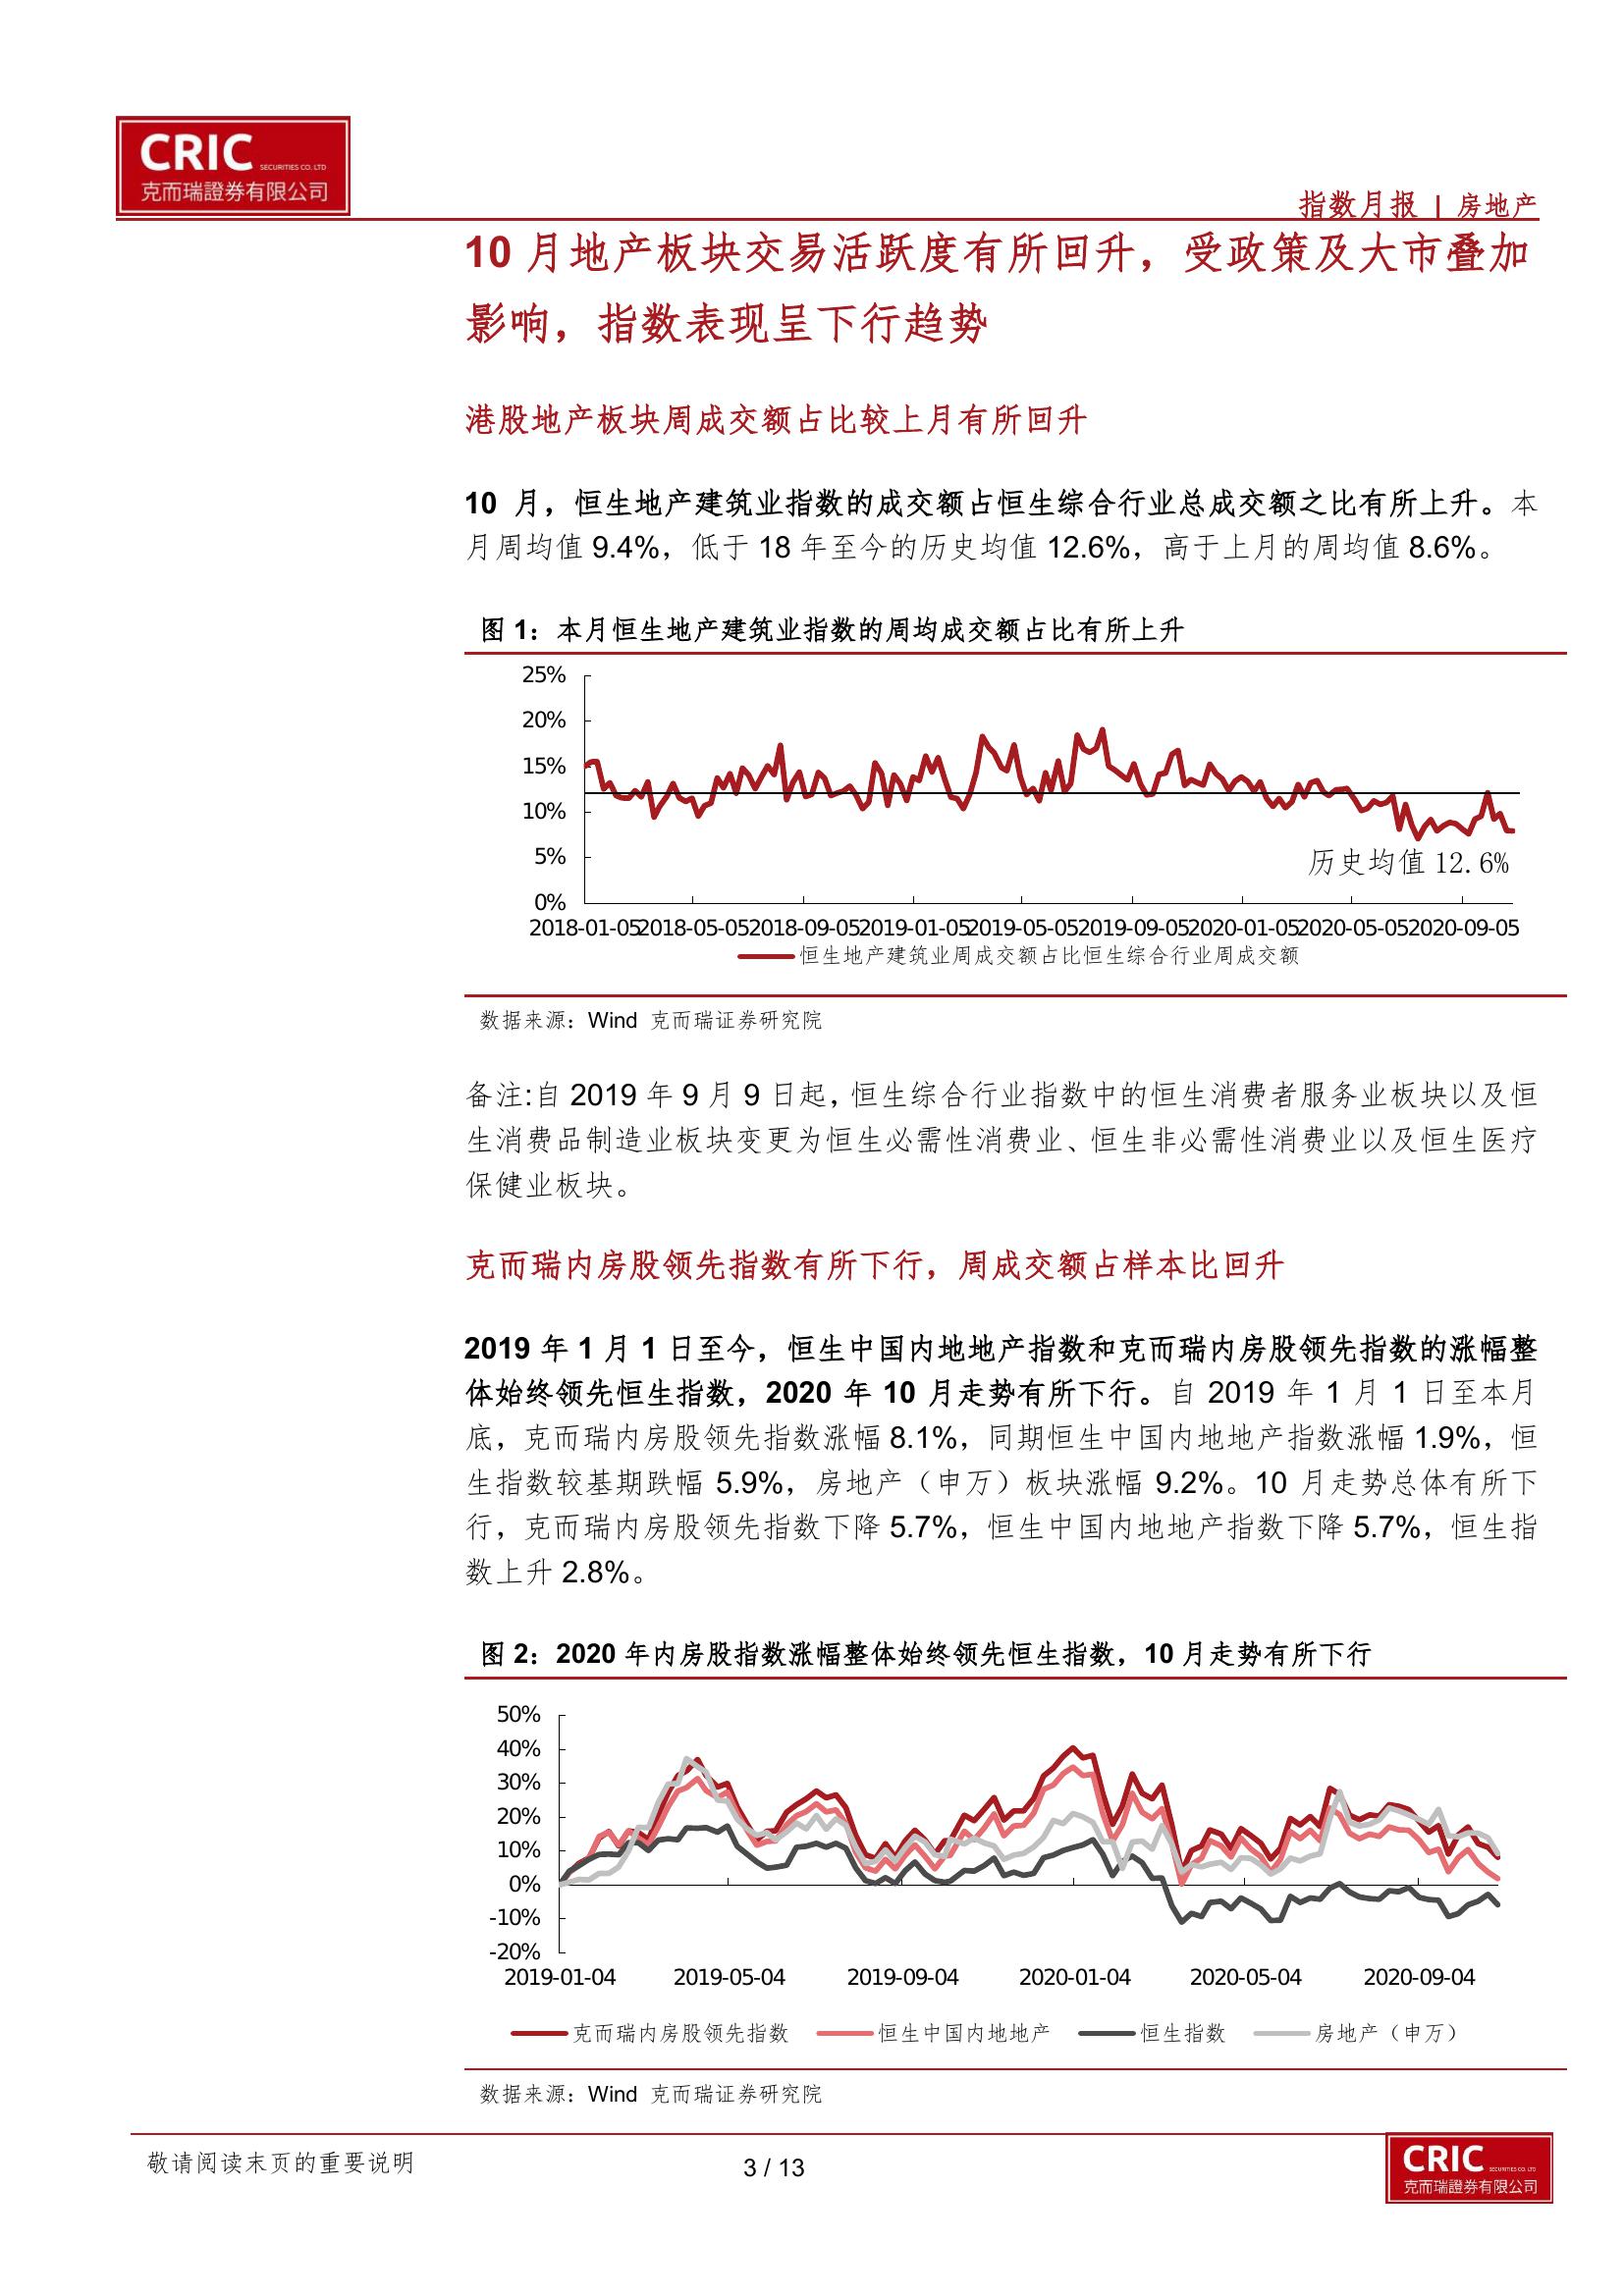 CRIC SECURITIES CO. LTD
克而瑞證券有限公司
指数月报 | 房地产
10 月地产板块交易活跃度有所回升，受政策及大市叠加
影响，指数表现呈下行趋势
港股地产板块周成交额占比较上月有所回升
10 月，恒生地产建筑业指数的成交额占恒生综合行业总成交额之比有所上升。本
月周均值 9.4%，低于 18 年至今的历史均值 12.6%，高于上月的周均值 8.6%。
图 1：本月恒生地产建筑业指数的周均成交额占比有所上升
25%
20%
15%
10%
5%
0%
历史均值 12.6%
2018-01-05 2018-05-05 2018-09-05 2019-01-05 2019-05-05 2019-09-05 2020-01-05 2020-05-05 2020-09-05
恒生地产建筑业周成交额占比恒生综合行业周成交额
数据来源：Wind 克而瑞证券研究院
备注:自 2019 年 9 月 9 日起，恒生综合行业指数中的恒生消费者服务业板块以及恒
生消费品制造业板块变更为恒生必需性消费业、恒生非必需性消费业以及恒生医疗
保健业板块。
克而瑞内房股领先指数有所下行，周成交额占样本比回升
2019 年 1 月 1 日至今，恒生中国内地地产指数和克而瑞内房股领先指数的涨幅整
体始终领先恒生指数，2020 年 10 月走势有所下行。自 2019 年 1 月 1 日至本月
底，克而瑞内房股领先指数涨幅 8.1%，同期恒生中国内地地产指数涨幅 1.9%，恒
生指数较基期跌幅 5.9%，房地产（申万）板块涨幅 9.2%。10 月走势总体有所下
行，克而瑞内房股领先指数下降 5.7%，恒生中国内地地产指数下降 5.7%，恒生指
数上升 2.8%。
图 2：2020 年内房股指数涨幅整体始终领先恒生指数，10 月走势有所下行
50%
40%
30%
20%
10%
0%
-10%
-20%
2019-01-04 2019-05-04 2019-09-04 2020-01-04 2020-05-04 2020-09-04
克而瑞内房股领先指数 恒生中国内地地产 恒生指数 房地产（申万）
数据来源：Wind 克而瑞证券研究院
敬请阅读末页的重要说明
3 / 13
CRIC SECURITIES CO. LTD
克而瑞證券有限公司